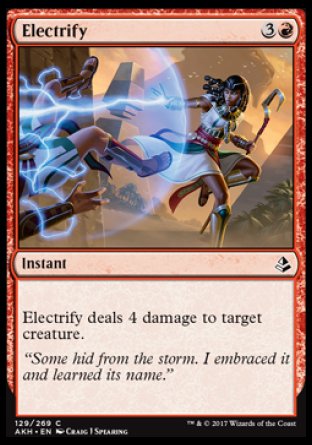 Electrify 3
Instant
Electrify deals 4 damage to target
creature.
“Some hid from the storm. I embraced it
and learned its name.”
129/269 C
AKH • EN Craig J Spearing
™ & © 2017 Wizards of the Coast